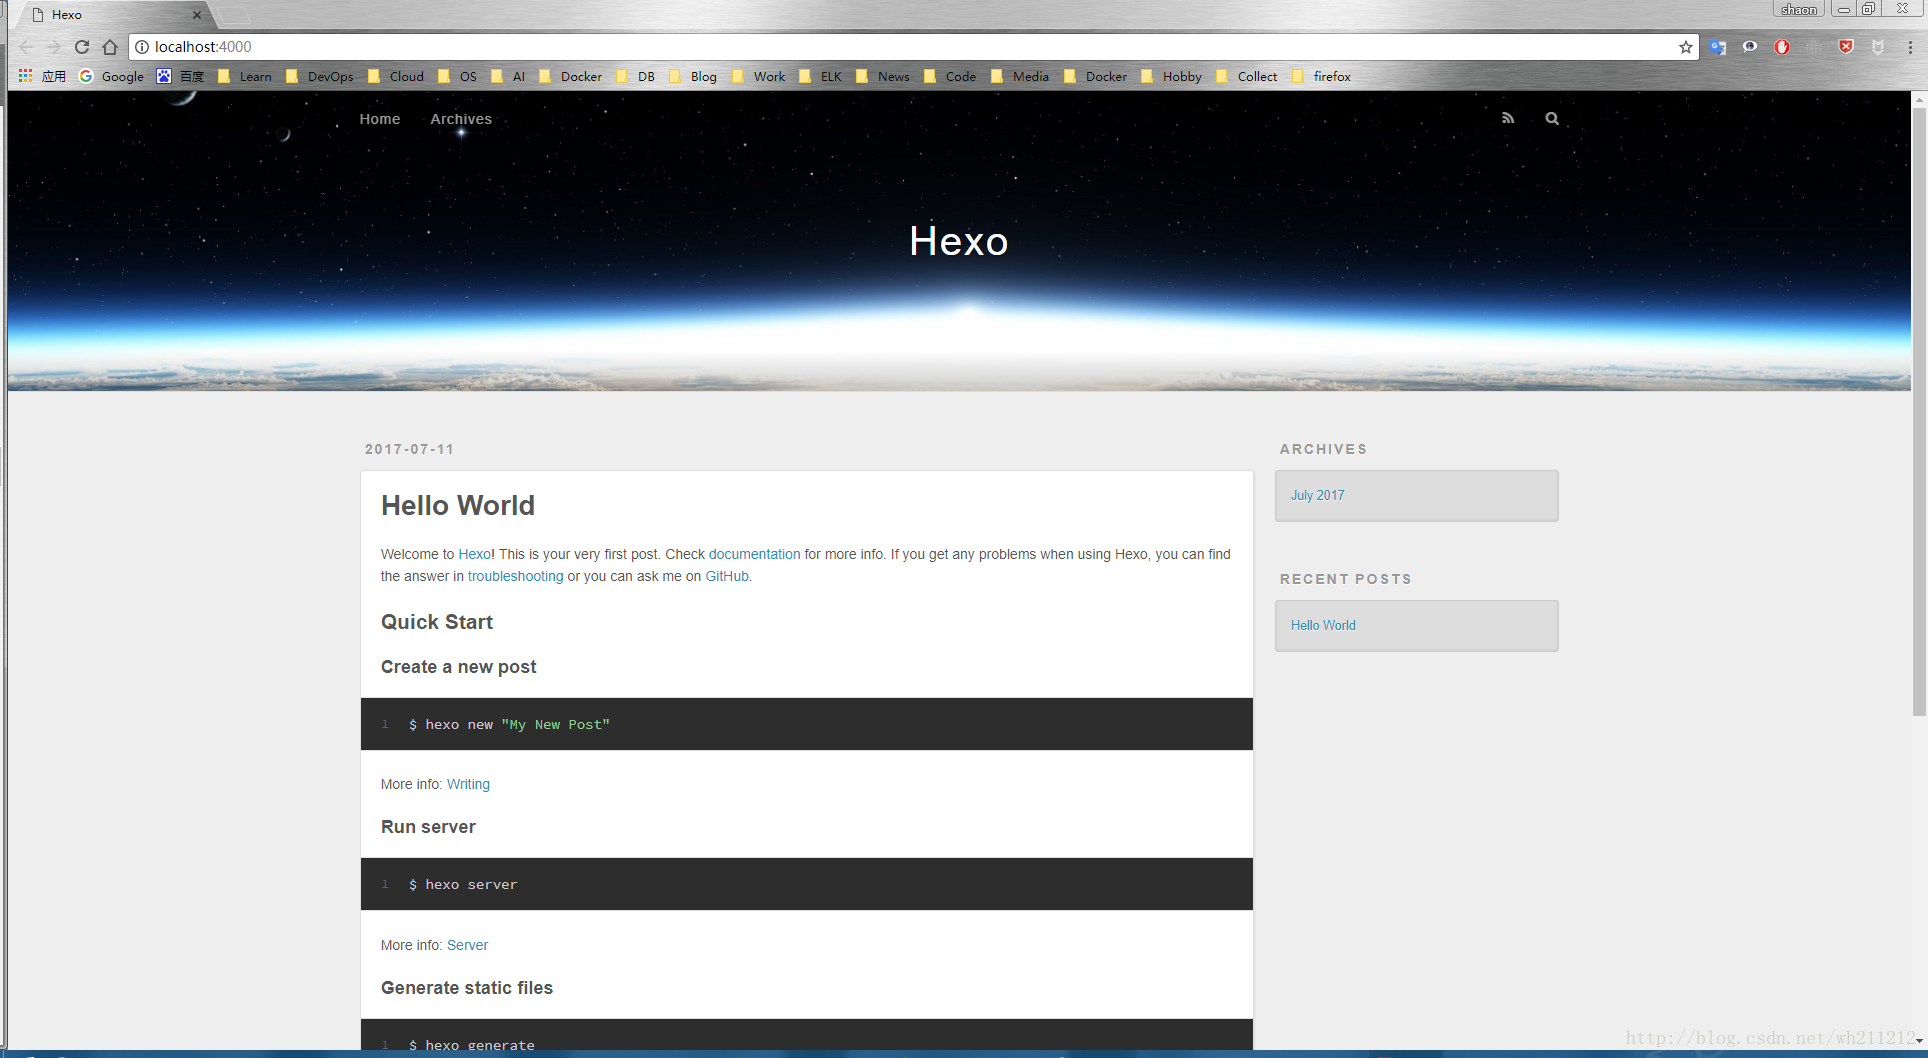 Hexo
shaon
localhost:4000
应用 Google 百度 Learn DevOps Cloud OS AI Docker DB Blog Work ELK News Code Media Docker Hobby Collect firefox
Home Archives
Hexo
2017-07-11
Hello World
Welcome to Hexo! This is your very first post. Check documentation for more info. If you get any problems when using Hexo, you can find
the answer in troubleshooting or you can ask me on GitHub.
Quick Start
Create a new post
1 $ hexo new "My New Post"
More info: Writing
Run server
1 $ hexo server
More info: Server
Generate static files
1 $ hexo generate
ARCHIVES
July 2017
RECENT POSTS
Hello World
http://blog.csdn.net/wh211212